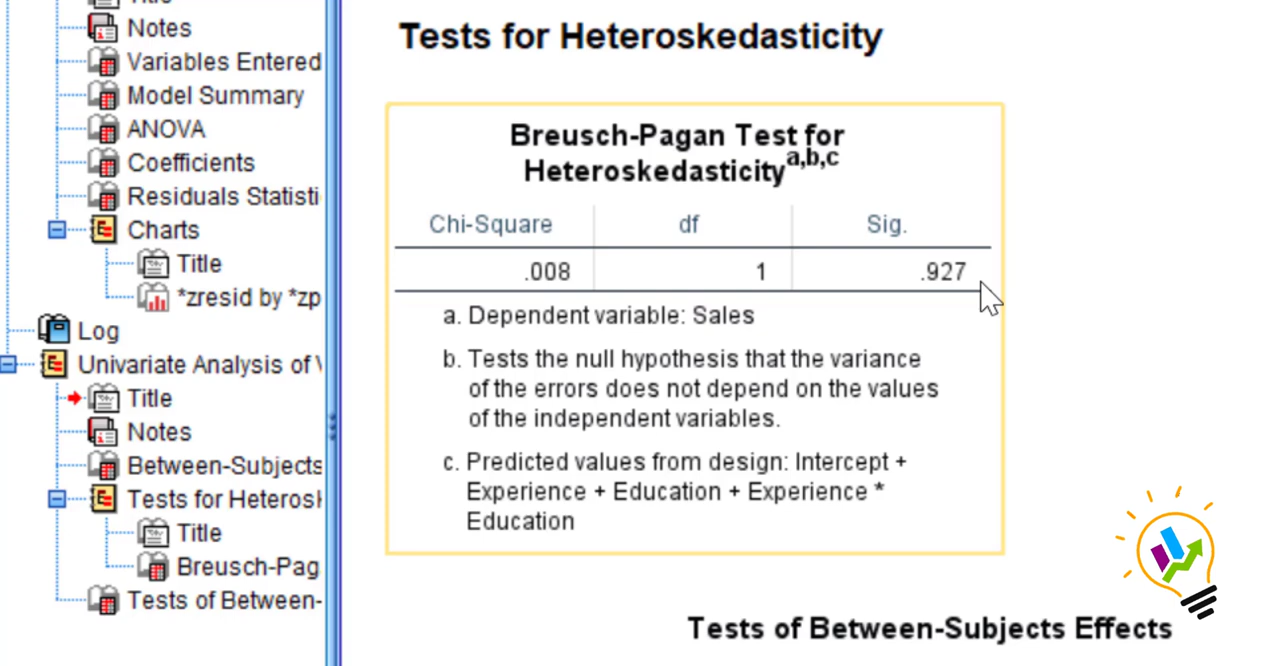 Title
Notes
Variables Entered
Model Summary
ANOVA
Coefficients
Residuals Statisti
Charts
Title
*zresid by *zp
Log
Univariate Analysis of V
Title
Notes
Between-Subjects
Tests for Heterosk
Title
Breusch-Pag
Tests of Between-
Tests for Heteroskedasticity
Breusch-Pagan Test for
Heteroskedasticity a,b,c
Chi-Square df Sig.
.008 1 .927
a. Dependent variable: Sales
b. Tests the null hypothesis that the variance
of the errors does not depend on the values
of the independent variables.
c. Predicted values from design: Intercept +
Experience + Education + Experience *
Education
Tests of Between-Subjects Effects